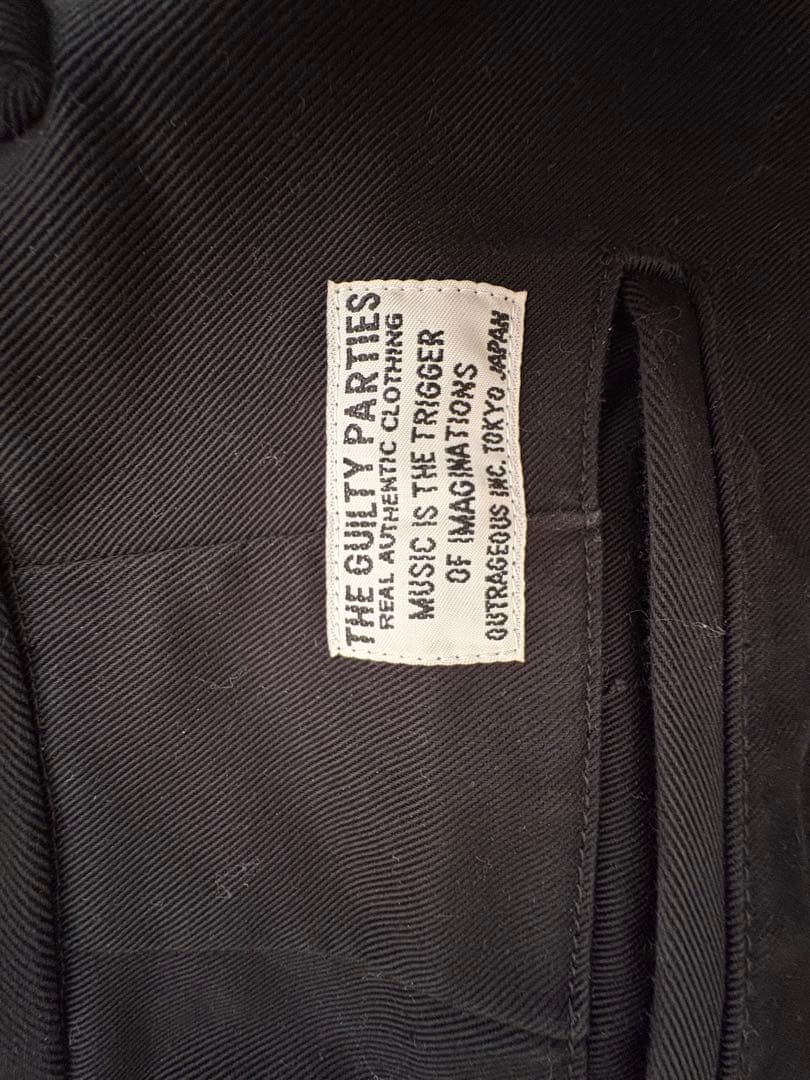 THE GUILTY PARTIES
REAL AUTHENTIC CLOTHING
MUSIC IS THE TRIGGER
OF IMAGINATIONS
OUTRAGEOUS INC. TOKYO JAPAN